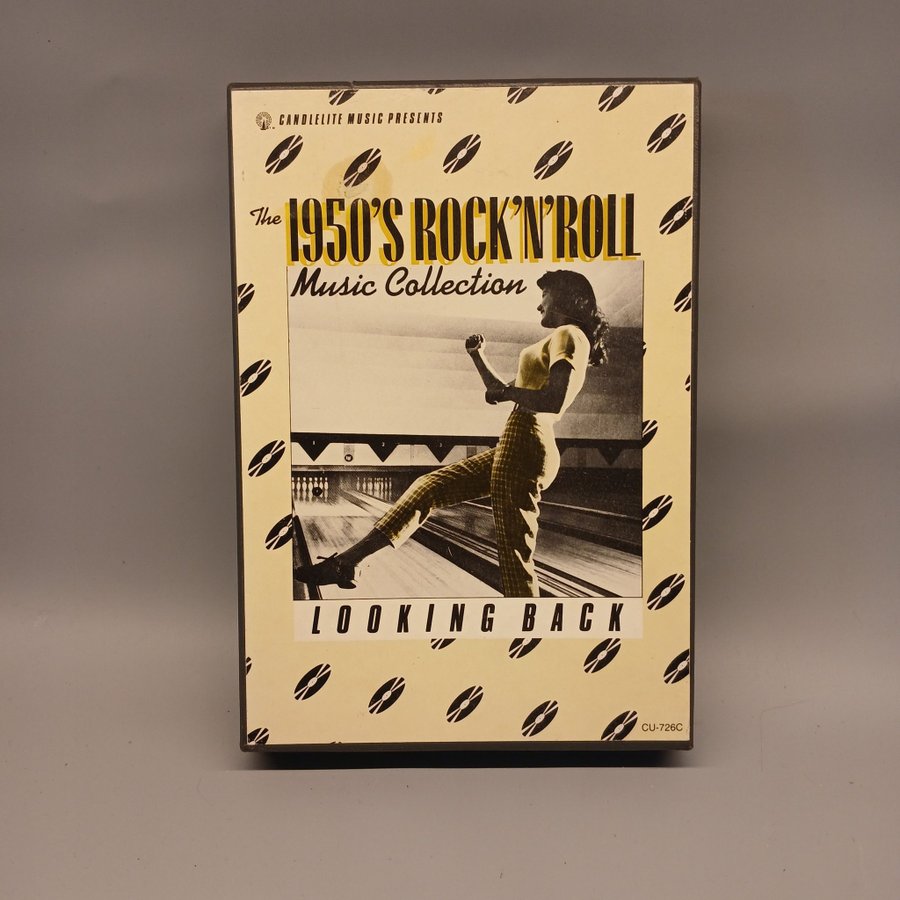 CANDLELITE MUSIC PRESENTS
The 1950'S ROCK'N'ROLL
Music Collection
LOOKING BACK
CU-726C